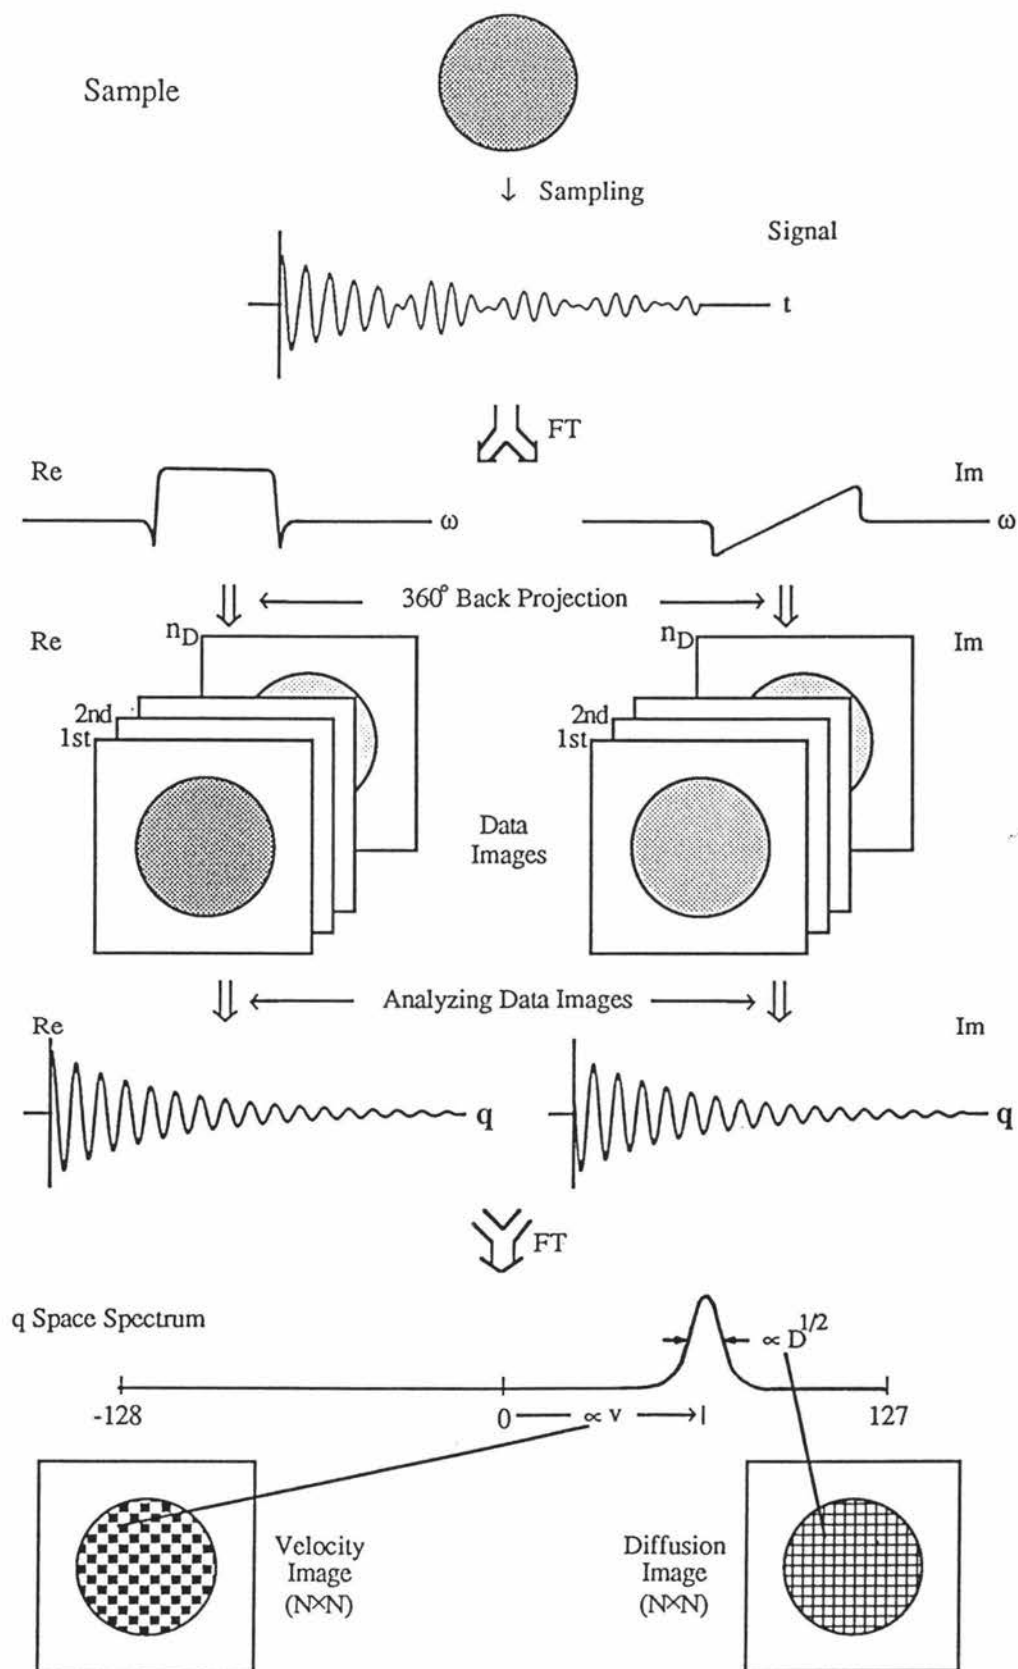 Sample
↓ Sampling
Signal
t
FT
Re
Im
ω
ω
360° Back Projection
Re
n_D
n_D
Im
2nd
1st
2nd
1st
Data
Images
Analyzing Data Images
Re
Im
q
q
FT
q Space Spectrum
∝ D^1/2
-128
0
∝ v
127
Velocity
Image
(N×N)
Diffusion
Image
(N×N)